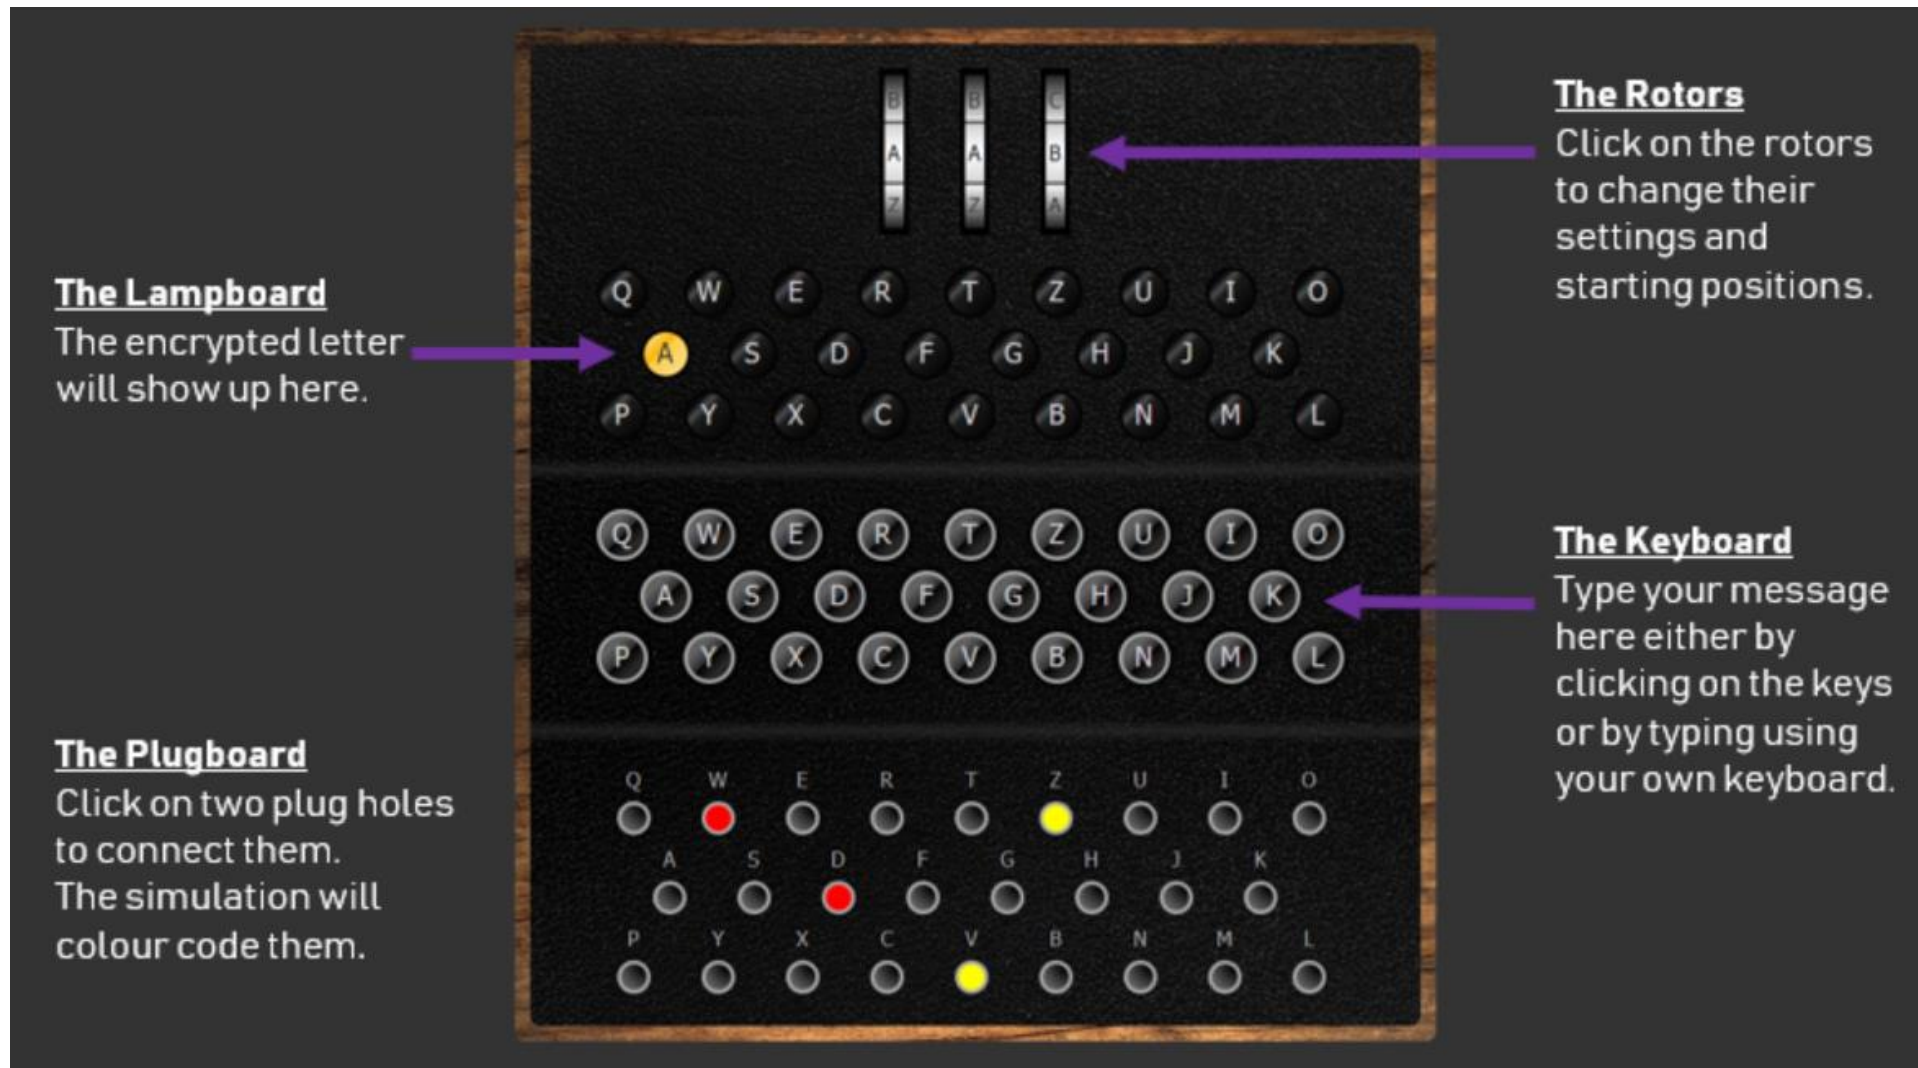 The Rotors
Click on the rotors
to change their
settings and
starting positions.
B B C
A A B
Z Z A
The Lampboard
The encrypted letter
will show up here.
Q W E R T Z U I O
A S D F G H J K
P Y X C V B N M L
The Keyboard
Type your message
here either by
clicking on the keys
or by typing using
your own keyboard.
Q W E R T Z U I O
A S D F G H J K
P Y X C V B N M L
The Plugboard
Click on two plug holes
to connect them.
The simulation will
colour code them.
Q W E R T Z U I O
A S D F G H J K
P Y X C V B N M L